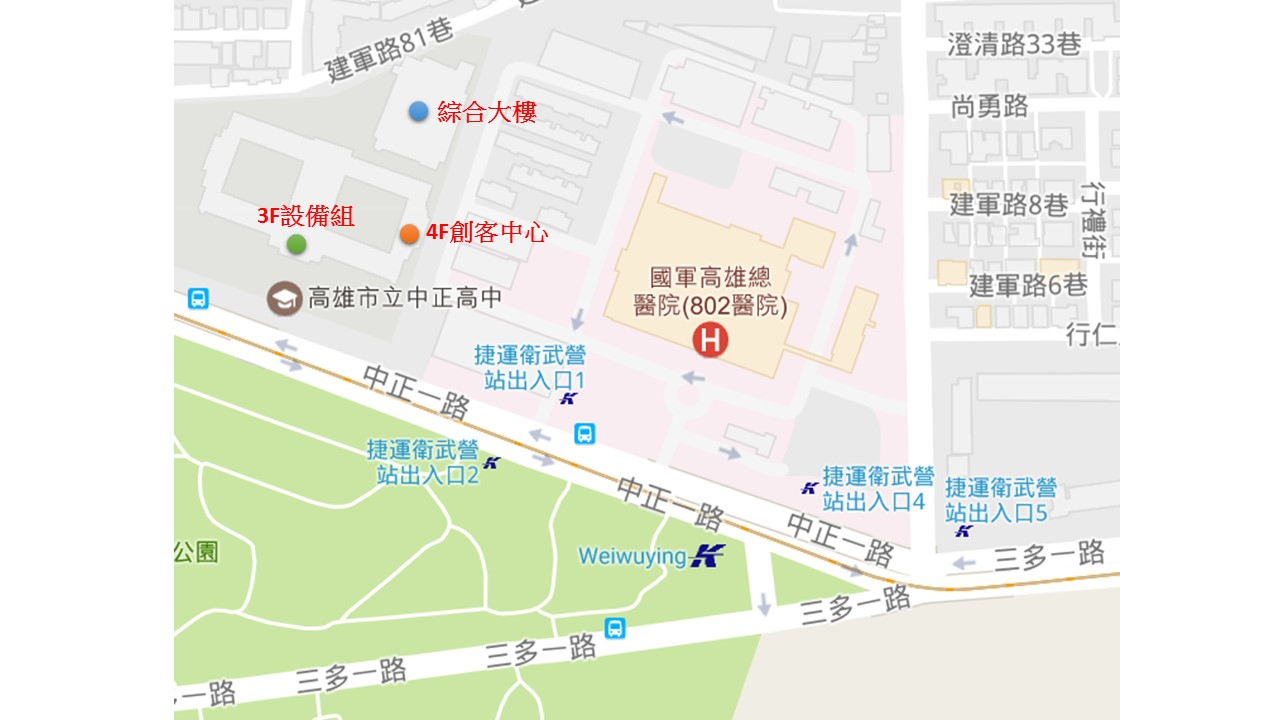 建軍路81巷
澄清路33巷
綜合大樓
尚勇路
建軍路8巷
行禮街
3F設備組
4F創客中心
國軍高雄總
醫院(802醫院)
H
建軍路6巷
高雄市立中正高中
行仁
捷運衛武營
站出入口1
中正一路
捷運衛武營
站出入口2
中正一路
捷運衛武營
站出入口4
捷運衛武營
站出入口5
中正一路
公園
Weiwuying
三多一路
三多一路
三多一路
三多一路
一路